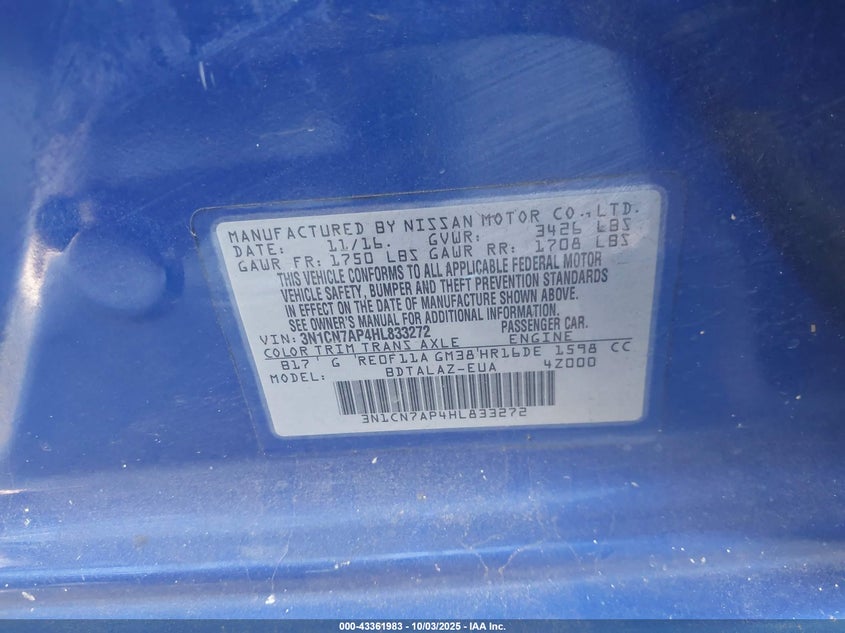 MANUFACTURED BY NISSAN MOTOR CO., LTD.
DATE: 11/16. GVWR: 3426 LBS
GAWR FR: 1750 LBS GAWR RR: 1708 LBS
THIS VEHICLE CONFORMS TO ALL APPLICABLE FEDERAL MOTOR
VEHICLE SAFETY, BUMPER AND THEFT PREVENTION STANDARDS
IN EFFECT ON THE DATE OF MANUFACTURE SHOWN ABOVE.
SEE OWNER'S MANUAL FOR ADDITIONAL INFORMATION.
VIN: 3N1CN7AP4HL833272 PASSENGER CAR.
COLOR TRIM TRANS AXLE ENGINE
B17 G RE0F11A GM38 HR16DE 1598 CC
MODEL: BDTALAZ-EUA 4Z000
3N1CN7AP4HL833272
000-43361983 - 10/03/2025 - IAA Inc.